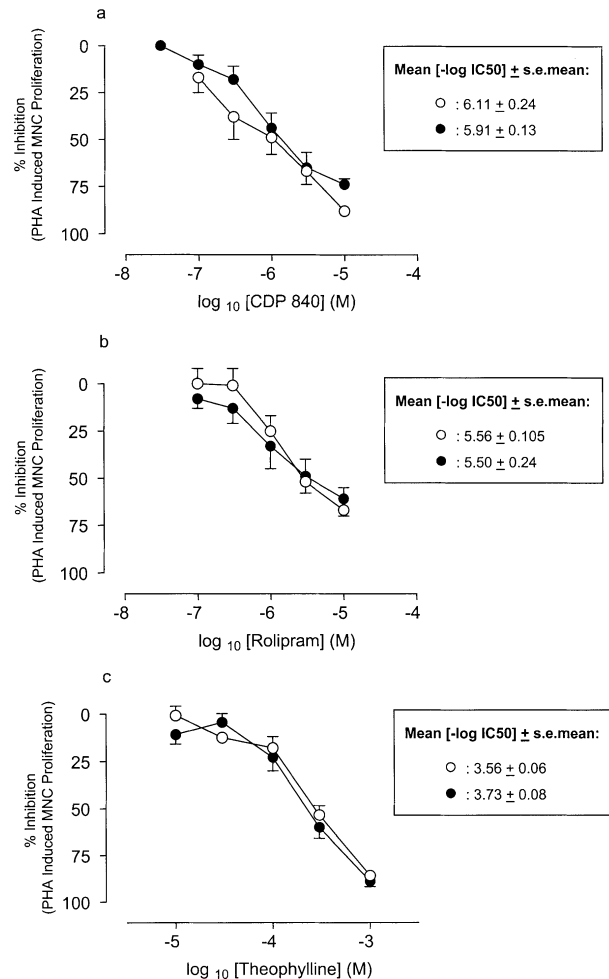 a
0
25
50
75
100
% Inhibition
(PHA Induced MNC Proliferation)
-8
-7
-6
-5
-4
log 10 [CDP 840] (M)
Mean [-log IC50] ± s.e.mean:
: 6.11 ± 0.24
: 5.91 ± 0.13
b
0
25
50
75
100
% Inhibition
(PHA Induced MNC Proliferation)
-8
-7
-6
-5
-4
log 10 [Rolipram] (M)
Mean [-log IC50] ± s.e.mean:
: 5.56 ± 0.105
: 5.50 ± 0.24
c
0
25
50
75
100
% Inhibition
(PHA Induced MNC Proliferation)
-5
-4
-3
log 10 [Theophylline] (M)
Mean [-log IC50] ± s.e.mean:
: 3.56 ± 0.06
: 3.73 ± 0.08